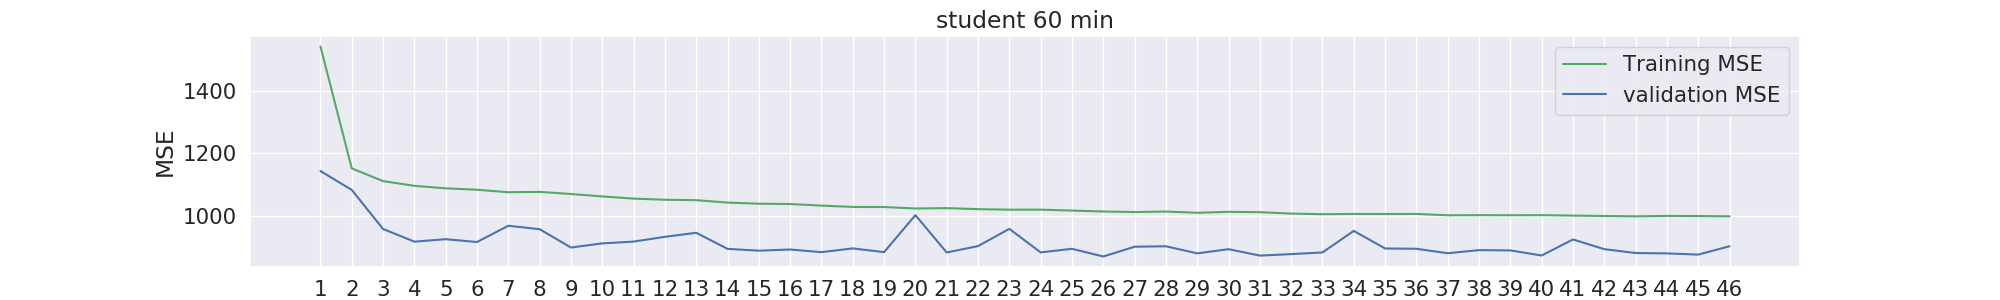 student 60 min
Training MSE
validation MSE
MSE
1400
1200
1000
1 2 3 4 5 6 7 8 9 10 11 12 13 14 15 16 17 18 19 20 21 22 23 24 25 26 27 28 29 30 31 32 33 34 35 36 37 38 39 40 41 42 43 44 45 46